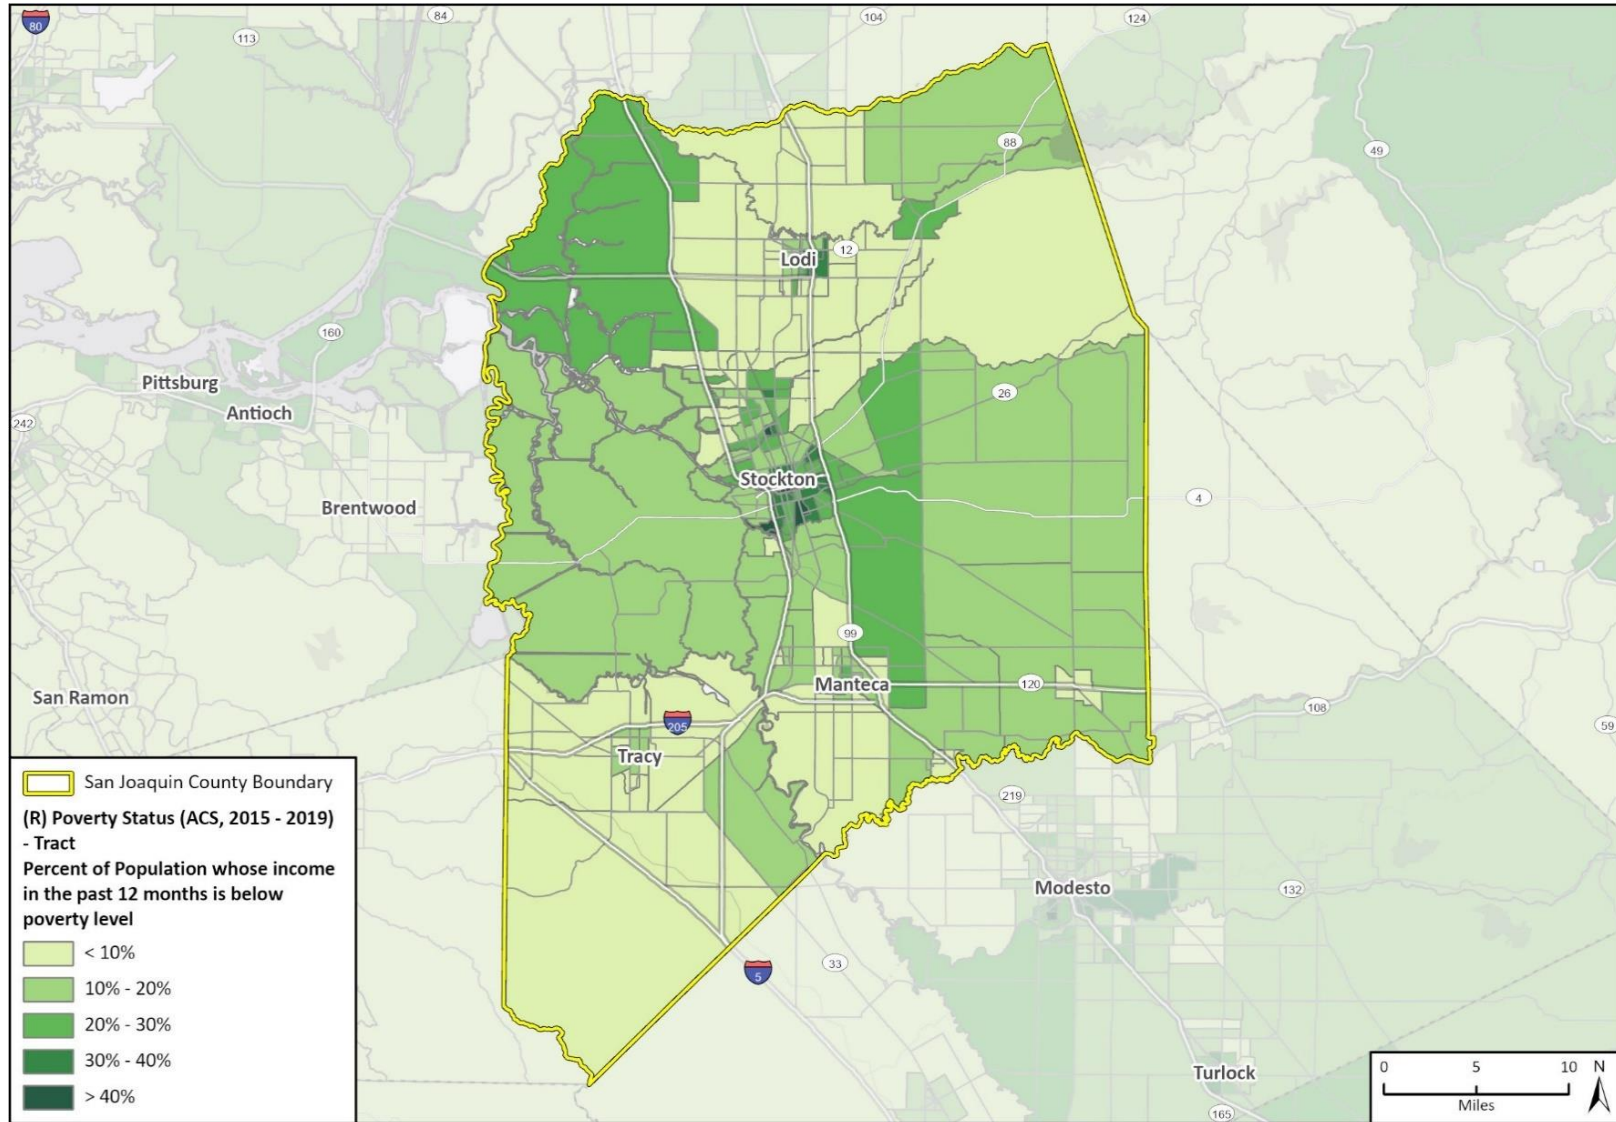 80
84
104
124
113
88
49
Lodi
12
160
Pittsburg
Antioch
242
26
Stockton
4
Brentwood
99
Manteca
120
San Ramon
108
59
205
Tracy
219
Modesto
132
5
33
Turlock
165
San Joaquin County Boundary
(R) Poverty Status (ACS, 2015 - 2019)
- Tract
Percent of Population whose income
in the past 12 months is below
poverty level
< 10%
10% - 20%
20% - 30%
30% - 40%
> 40%
0 5 10 N
Miles